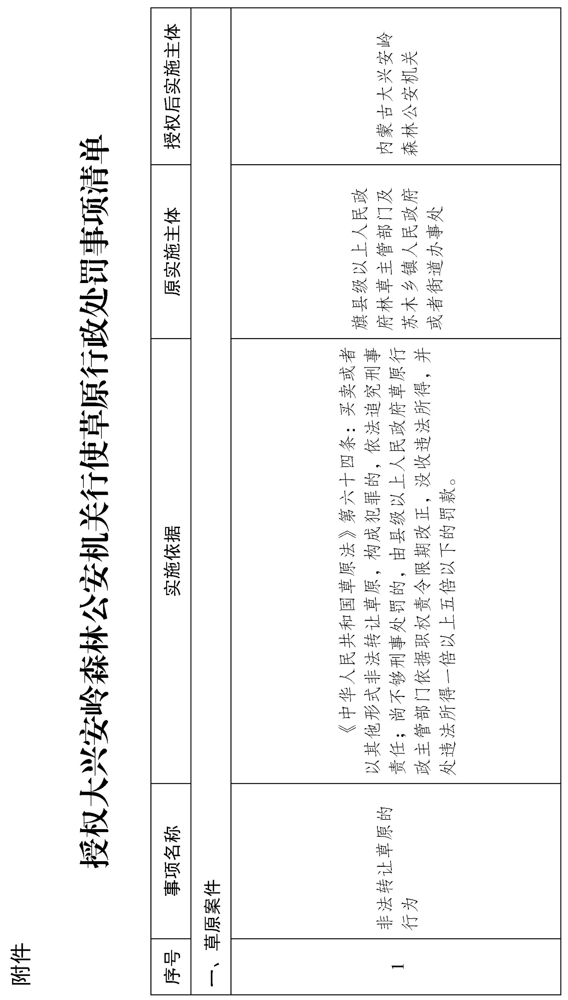 附件
授权大兴安岭森林公安机关行使草原行政处罚事项清单
序号
事项名称
实施依据
原实施主体
授权后实施主体
一、草原案件
1
非法转让草原的
行为
《中华人民共和国草原法》第六十四条：买卖或者
以其他形式非法转让草原，构成犯罪的，依法追究刑事
责任；尚不够刑事处罚的，由县级以上人民政府草原行
政主管部门依据职权责令限期改正，没收违法所得，并
处违法所得一倍以上五倍以下的罚款。
旗县级以上人民政
府林草主管部门及
苏木乡镇人民政府
或者街道办事处
内蒙古大兴安岭
森林公安机关